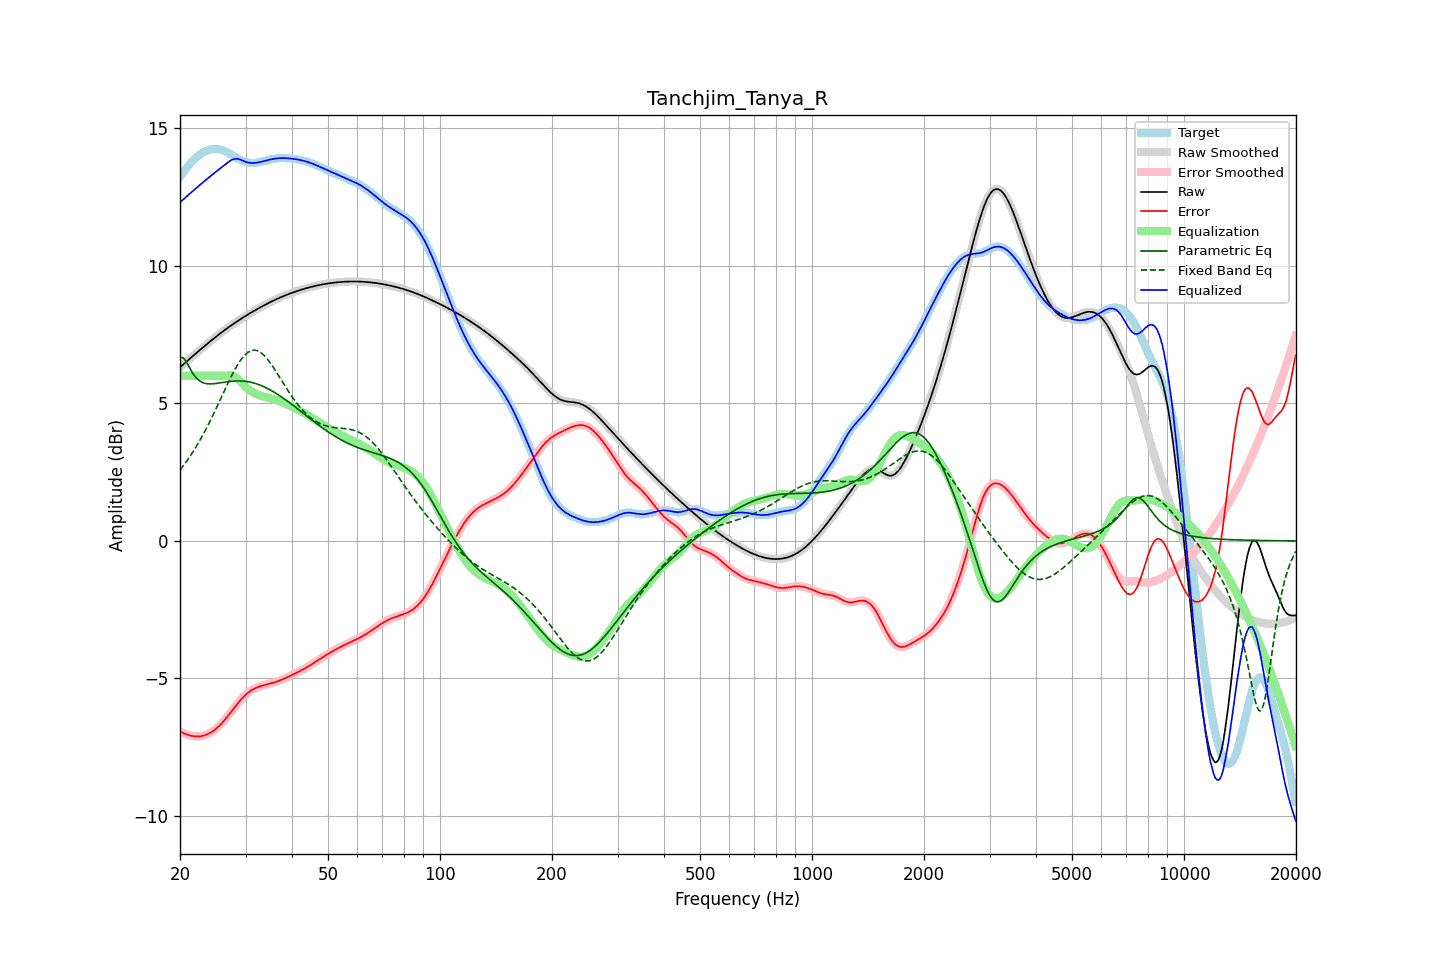 Tanchjim_Tanya_R
Target
Raw Smoothed
Error Smoothed
Raw
Error
Equalization
Parametric Eq
Fixed Band Eq
Equalized
Amplitude (dBr)
15
10
5
0
−5
−10
20 50 100 200 500 1000 2000 5000 10000 20000
Frequency (Hz)